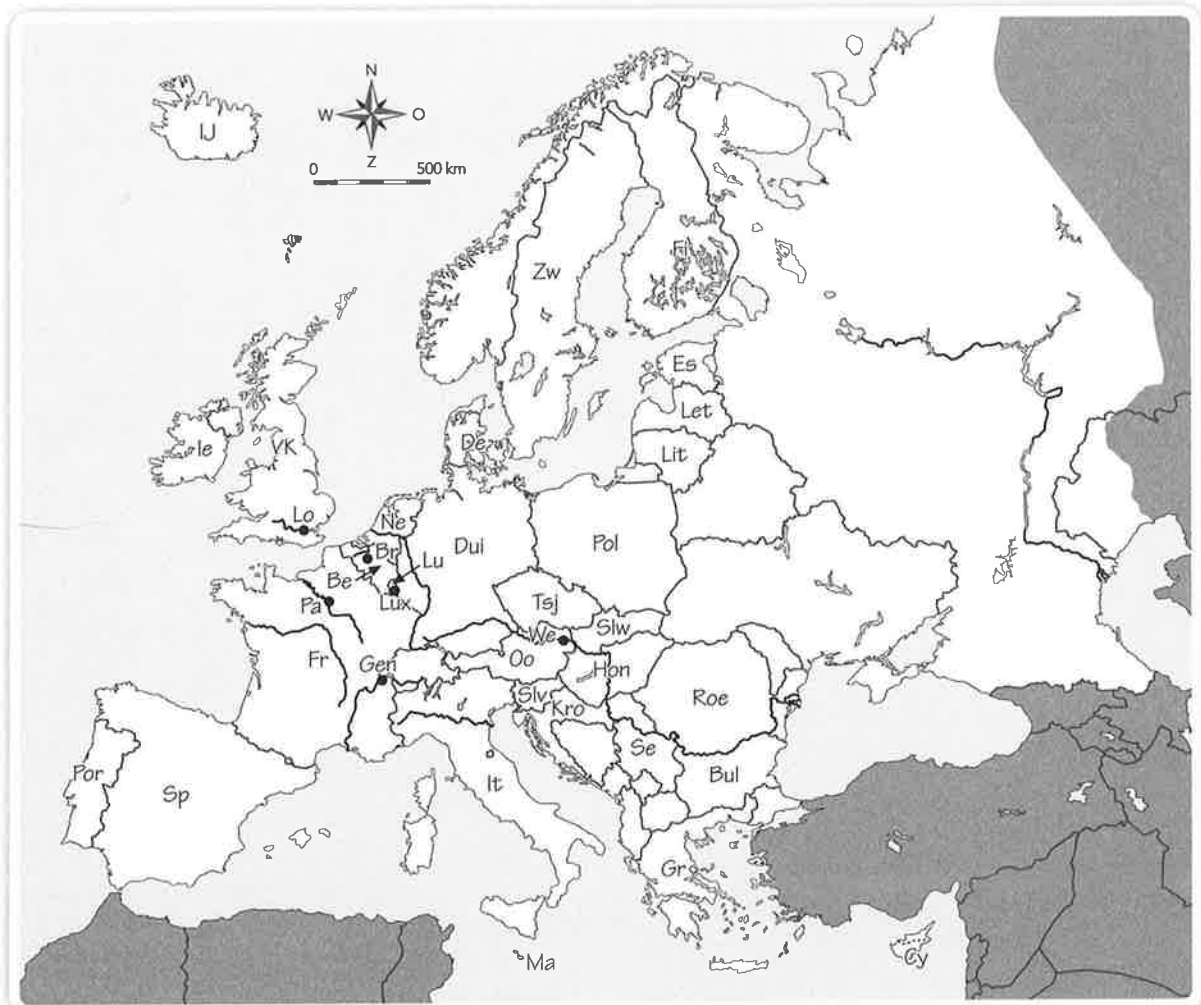 N
IJ
W O
Z
0 500 km
Zw
Fi
Es
Let
Ie
VK
De
Lit
Lo
Ne
Br
Dui
Pol
Be
Lu
Pa
Lux
Tsj
We
Slw
Fr
Gen
Oo
Hon
Slv
Kro
Roe
Se
Bul
Por
Sp
It
Gr
Ma
Cy